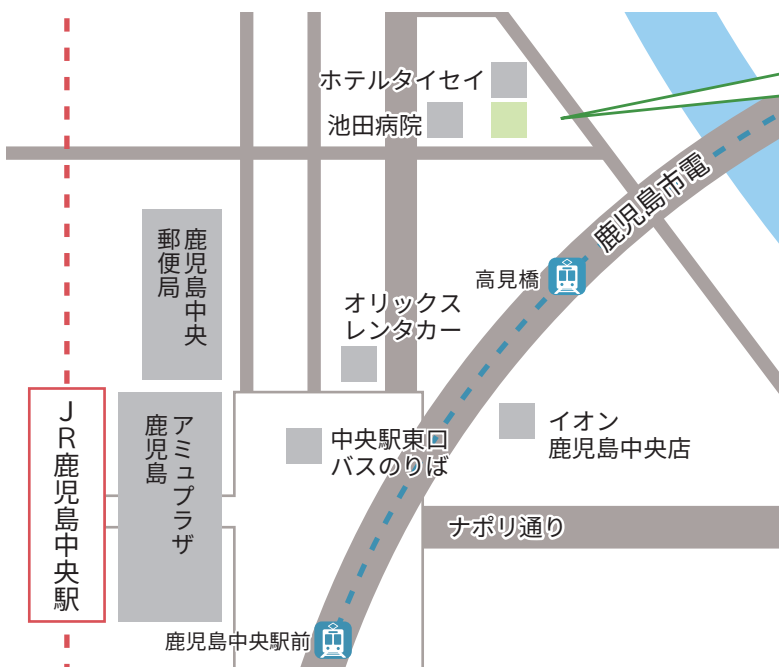 ホテルタイセイ
池田病院
鹿児島市電
鹿児島中央
郵便局
高見橋
オリックス
レンタカー
JR鹿児島中央駅
アミュプラザ
鹿児島
中央駅東口
バスのりば
イオン
鹿児島中央店
ナポリ通り
鹿児島中央駅前